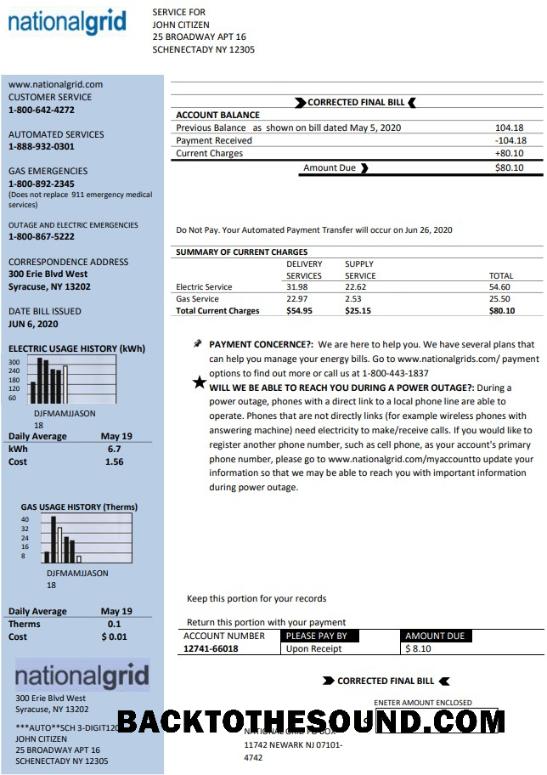 nationalgrid
SERVICE FOR
JOHN CITIZEN
25 BROADWAY APT 16
SCHENECTADY NY 12305
www.nationalgrid.com
CUSTOMER SERVICE
1-800-642-4272
AUTOMATED SERVICES
1-888-932-0301
GAS EMERGENCIES
1-800-892-2345
(Does not replace 911 emergency medical
services)
OUTAGE AND ELECTRIC EMERGENCIES
1-800-867-5222
CORRESPONDENCE ADDRESS
300 Erie Blvd West
Syracuse, NY 13202
DATE BILL ISSUED
JUN 6, 2020
ELECTRIC USAGE HISTORY (kWh)
300
240
180
120
60
DJFMAMJJASON
18
Daily Average May 19
kWh 6.7
Cost 1.56
GAS USAGE HISTORY (Therms)
40
32
24
16
8
DJFMAMJJASON
18
Daily Average May 19
Therms 0.1
Cost $ 0.01
CORRECTED FINAL BILL
ACCOUNT BALANCE
Previous Balance as shown on bill dated May 5, 2020 104.18
Payment Received -104.18
Current Charges +80.10
Amount Due $80.10
Do Not Pay. Your Automated Payment Transfer will occur on Jun 26, 2020
SUMMARY OF CURRENT CHARGES
DELIVERY SUPPLY
SERVICES SERVICE TOTAL
Electric Service 31.98 22.62 54.60
Gas Service 22.97 2.53 25.50
Total Current Charges $54.95 $25.15 $80.10
PAYMENT CONCERNCE?: We are here to help you. We have several plans that
can help you manage your energy bills. Go to www.nationalgrids.com/ payment
options to find out more or call us at 1-800-443-1837
WILL WE BE ABLE TO REACH YOU DURING A POWER OUTAGE?: During a
power outage, phones with a direct link to a local phone line are able to
operate. Phones that are not directly links (for example wireless phones with
answering machine) need electricity to make/receive calls. If you would like to
register another phone number, such as cell phone, as your account's primary
phone number, please go to www.nationalgrid.com/myaccountto update your
information so that we may be able to reach you with important information
during power outage.
Keep this portion for your records
Return this portion with your payment
ACCOUNT NUMBER PLEASE PAY BY AMOUNT DUE
12741-66018 Upon Receipt $ 8.10
nationalgrid
300 Erie Blvd West
Syracuse, NY 13202
***AUTO**SCH 3-DIGIT120
JOHN CITIZEN
25 BROADWAY APT 16
SCHENECTADY NY 12305
CORRECTED FINAL BILL
ENETER AMOUNT ENCLOSED
BACKTOTHESOUND.COM
11742 NEWARK NJ 07101-
4742